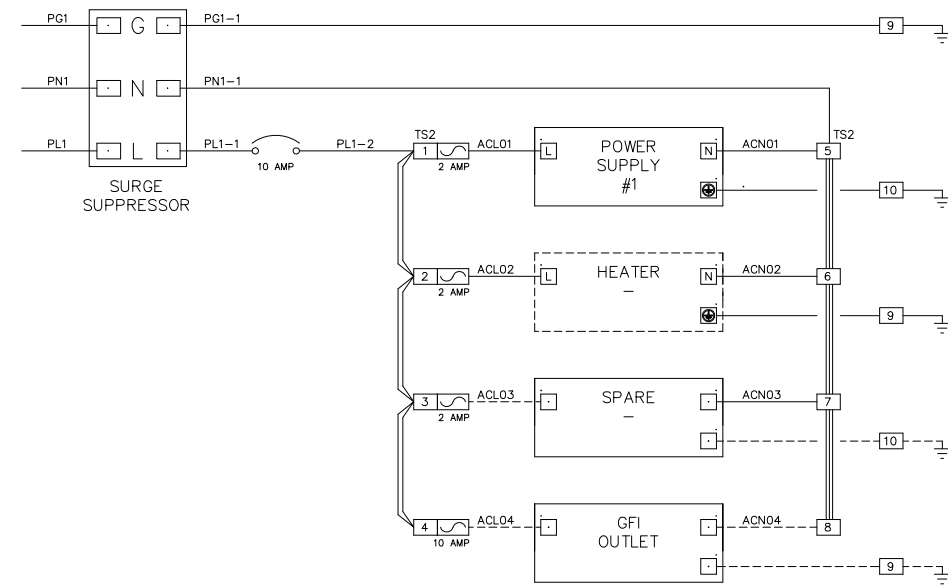 PG1 G PG1-1 9
PN1 N PN1-1
PL1 L PL1-1 10 AMP PL1-2
SURGE
SUPPRESSOR
TS2
1 2 AMP ACL01 L POWER
SUPPLY
#1 N ACN01 TS2
5
10
2 2 AMP ACL02 L HEATER
– N ACN02 6
9
3 2 AMP ACL03 SPARE
– ACN03 7
10
4 10 AMP ACL04 GFI
OUTLET ACN04 8
9